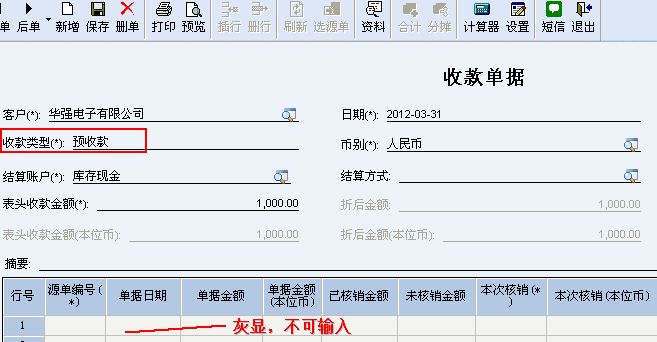 单 后单 新增 保存 删单 打印 预览 插行 删行 刷新 选源单 资料 合计 分摊 计算器 设置 短信 退出
收款单据
客户(*): 华强电子有限公司 日期(*): 2012-03-31
收款类型(*): 预收款 币别(*): 人民币
结算账户(*): 库存现金 结算方式:
表头收款金额(*): 1,000.00 折后金额: 1,000.00
表头收款金额(本位币): 1,000.00 折后金额(本位币): 1,000.00
摘要:
行号 源单编号(*) 单据日期 单据金额 单据金额(本位币) 已核销金额 未核销金额 本次核销(*) 本次核销(本位币)
1 灰显，不可输入